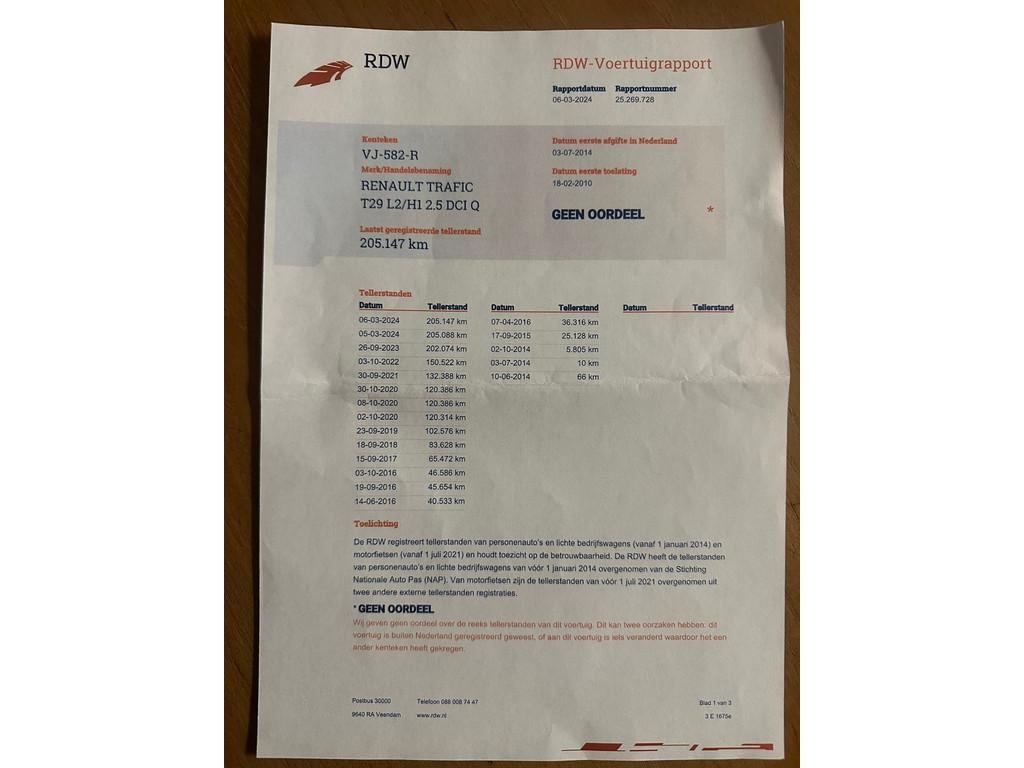 RDW
RDW-Voertuigrapport
Rapportdatum Rapportnummer
06-03-2024 25.269.728
Kenteken
VJ-582-R
Merk/Handelsbenaming
RENAULT TRAFIC
T29 L2/H1 2.5 DCI Q
Laatst geregistreerde tellerstand
205.147 km
Datum eerste afgifte in Nederland
03-07-2014
Datum eerste toelating
18-02-2010
GEEN OORDEEL *
Tellerstanden
Datum Tellerstand Datum Tellerstand Datum Tellerstand
06-03-2024 205.147 km 07-04-2016 36.316 km
05-03-2024 205.088 km 17-09-2015 25.128 km
26-09-2023 202.074 km 02-10-2014 5.805 km
03-10-2022 150.522 km 03-07-2014 10 km
30-09-2021 132.388 km 10-06-2014 66 km
30-10-2020 120.386 km
08-10-2020 120.386 km
02-10-2020 120.314 km
23-09-2019 102.576 km
18-09-2018 83.628 km
15-09-2017 65.472 km
03-10-2016 46.586 km
19-09-2016 45.654 km
14-06-2016 40.533 km
Toelichting
De RDW registreert tellerstanden van personenauto's en lichte bedrijfswagens (vanaf 1 januari 2014) en
motorfietsen (vanaf 1 juli 2021) en houdt toezicht op de betrouwbaarheid. De RDW heeft de tellerstanden
van personenauto's en lichte bedrijfswagens van vóór 1 januari 2014 overgenomen van de Stichting
Nationale Auto Pas (NAP). Van motorfietsen zijn de tellerstanden van vóór 1 juli 2021 overgenomen uit
twee andere externe tellerstanden registraties.
* GEEN OORDEEL
Wij geven geen oordeel over de reeks tellerstanden van dit voertuig. Dit kan twee oorzaken hebben: dit
voertuig is buiten Nederland geregistreerd geweest, of aan dit voertuig is iets veranderd waardoor het een
ander kenteken heeft gekregen.
Postbus 30000 Telefoon 088 008 74 47 Blad 1 van 3
9640 RA Veendam www.rdw.nl 3 E 1675e